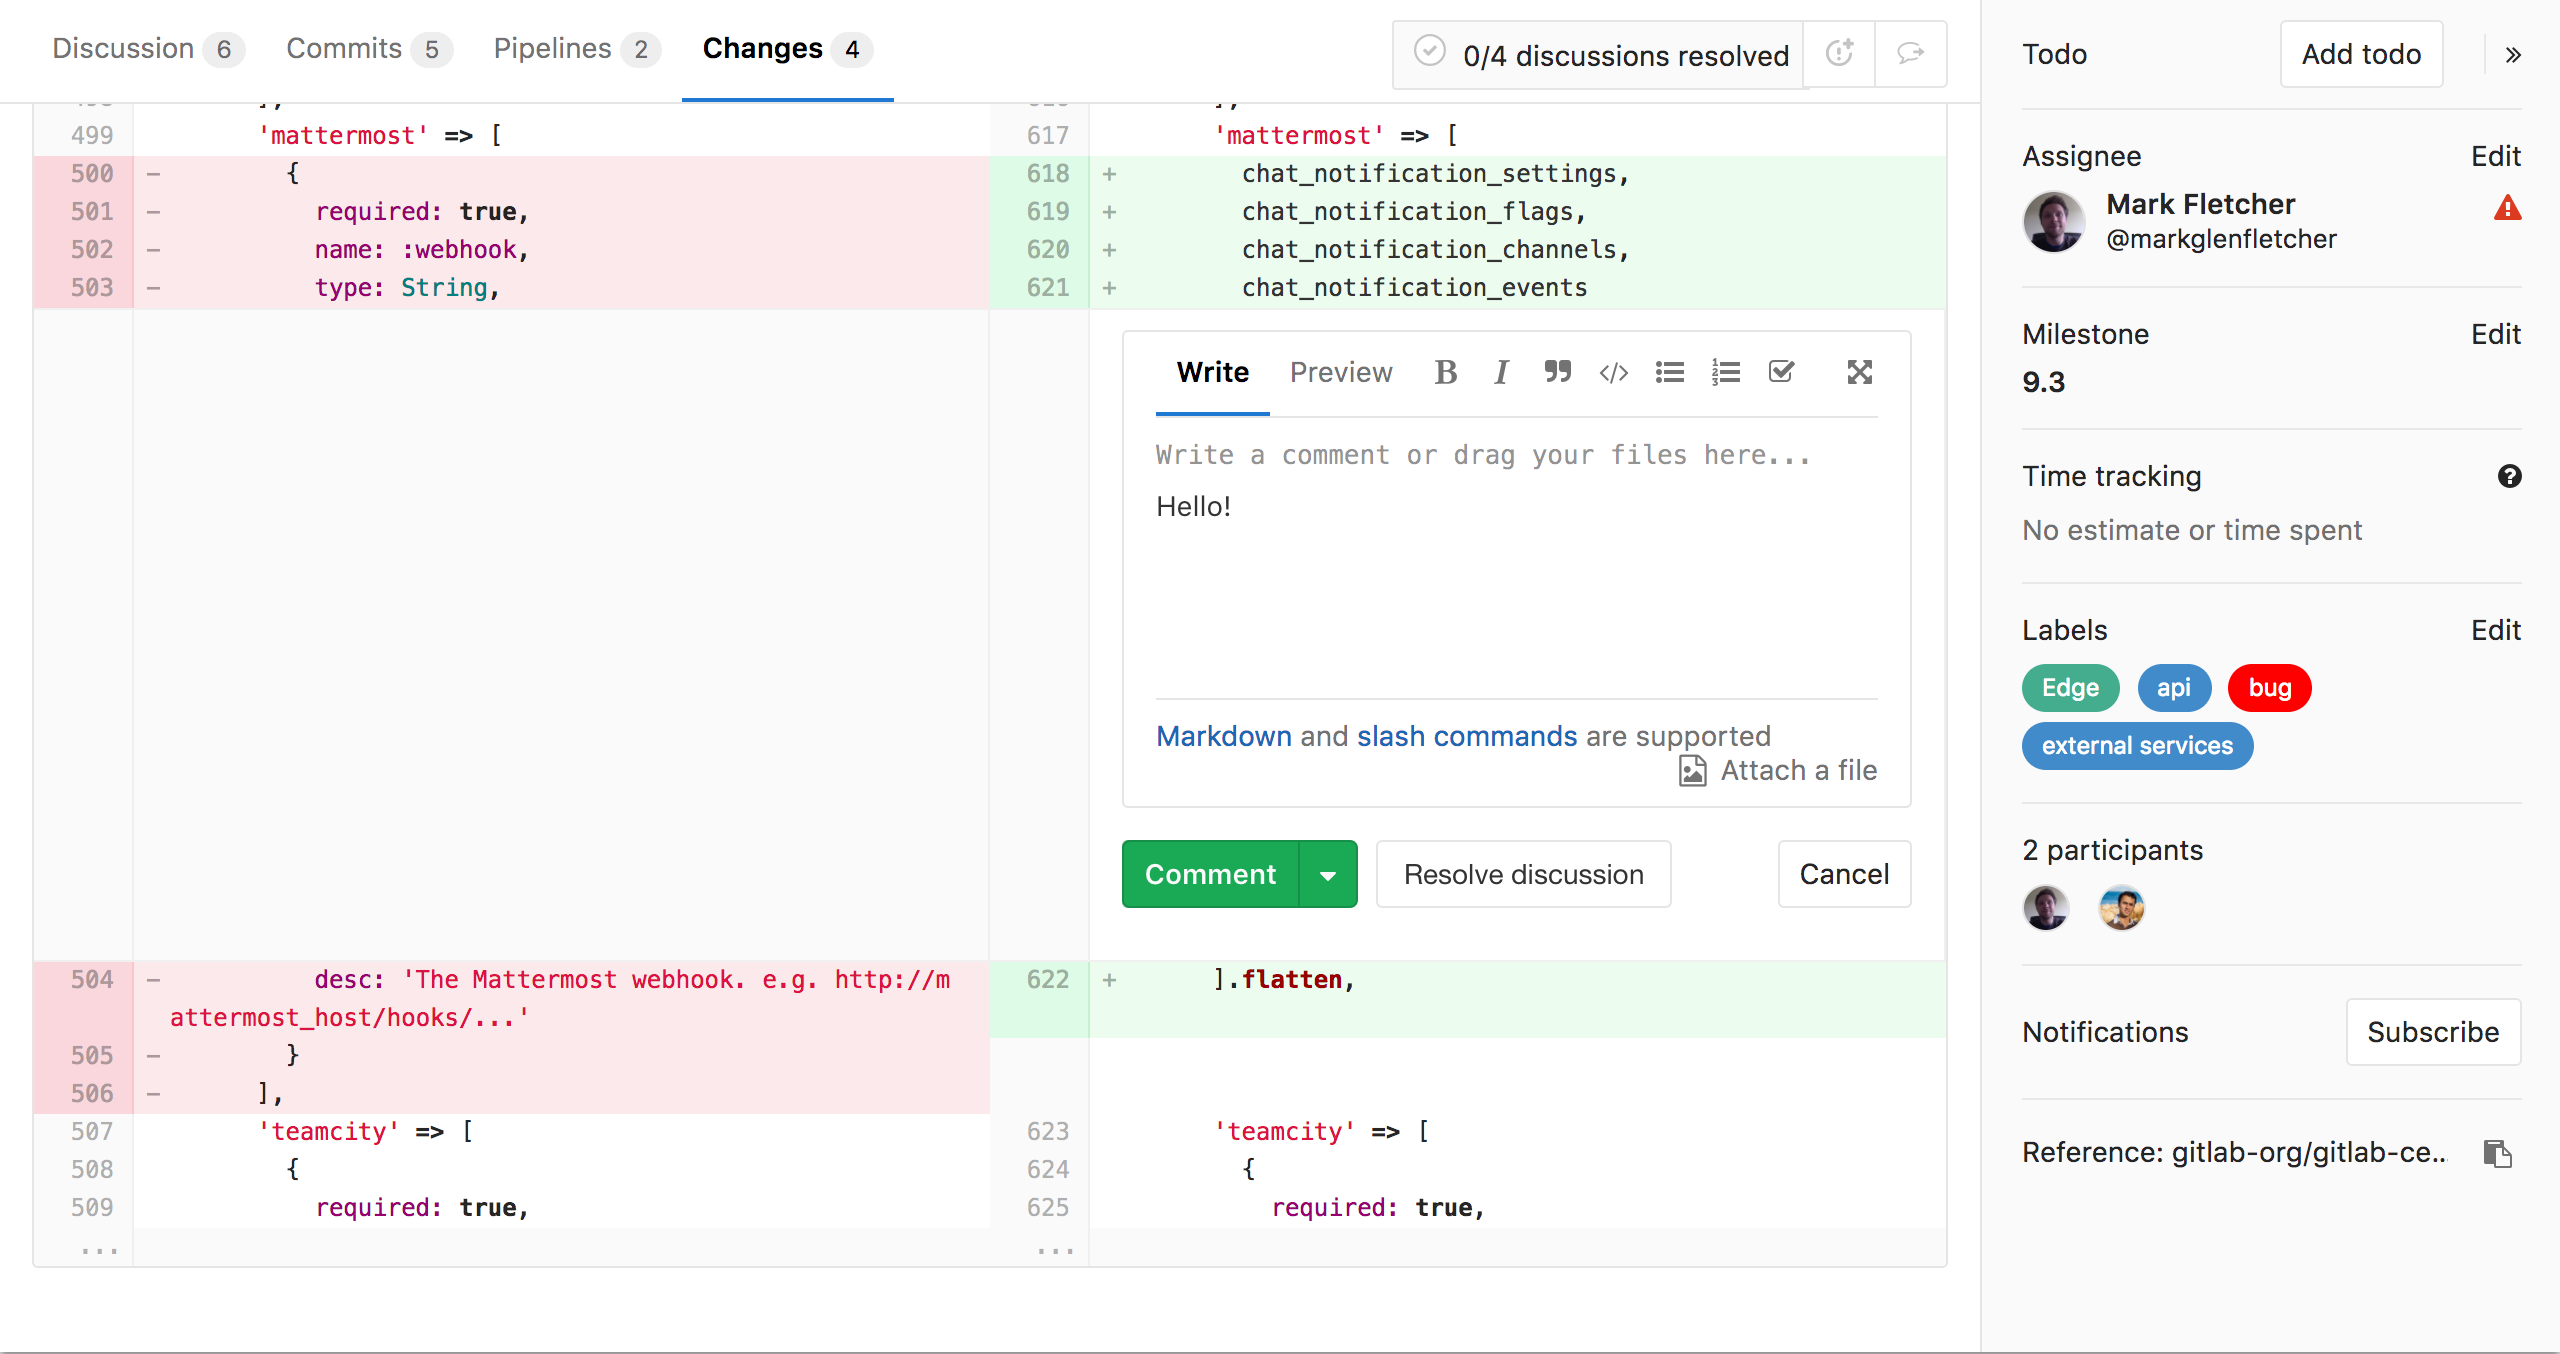 Discussion 6 Commits 5 Pipelines 2 Changes 4 0/4 discussions resolved
499 'mattermost' => [
500 - {
501 - required: true,
502 - name: :webhook,
503 - type: String,
617 'mattermost' => [
618 + chat_notification_settings,
619 + chat_notification_flags,
620 + chat_notification_channels,
621 + chat_notification_events
Write Preview B I
Write a comment or drag your files here...
Hello!
Markdown and slash commands are supported
Attach a file
Comment Resolve discussion Cancel
504 - desc: 'The Mattermost webhook. e.g. http://m
attermost_host/hooks/...'
505 - }
506 - ],
507 'teamcity' => [
508 {
509 required: true,
...
622 + ].flatten,
623 'teamcity' => [
624 {
625 required: true,
...
Todo Add todo »
Assignee Edit
Mark Fletcher
@markglenfletcher
Milestone Edit
9.3
Time tracking ?
No estimate or time spent
Labels Edit
Edge api bug
external services
2 participants
Notifications Subscribe
Reference: gitlab-org/gitlab-ce...